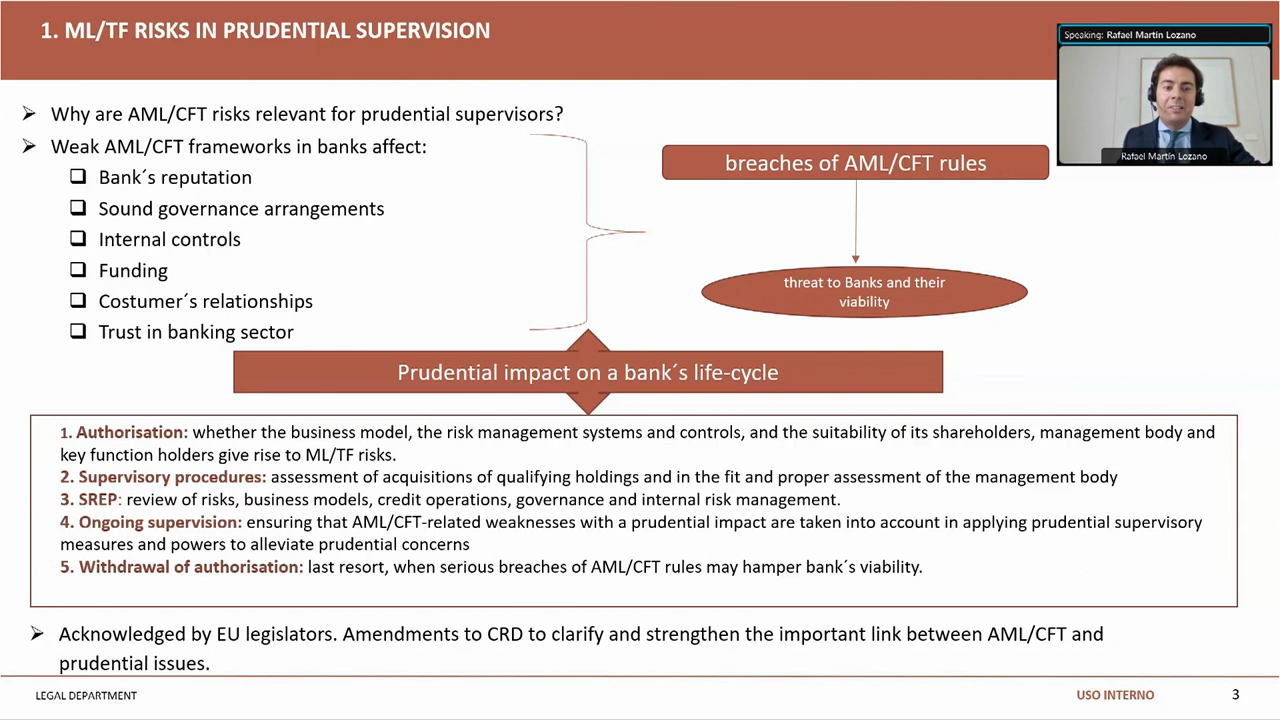 1. ML/TF RISKS IN PRUDENTIAL SUPERVISION
Speaking: Rafael Martín Lozano
Rafael Martín Lozano
Why are AML/CFT risks relevant for prudential supervisors?
Weak AML/CFT frameworks in banks affect:
Bank´s reputation
Sound governance arrangements
Internal controls
Funding
Costumer´s relationships
Trust in banking sector
breaches of AML/CFT rules
threat to Banks and their
viability
Prudential impact on a bank´s life-cycle
1. Authorisation: whether the business model, the risk management systems and controls, and the suitability of its shareholders, management body and
key function holders give rise to ML/TF risks.
2. Supervisory procedures: assessment of acquisitions of qualifying holdings and in the fit and proper assessment of the management body
3. SREP: review of risks, business models, credit operations, governance and internal risk management.
4. Ongoing supervision: ensuring that AML/CFT-related weaknesses with a prudential impact are taken into account in applying prudential supervisory
measures and powers to alleviate prudential concerns
5. Withdrawal of authorisation: last resort, when serious breaches of AML/CFT rules may hamper bank´s viability.
Acknowledged by EU legislators. Amendments to CRD to clarify and strengthen the important link between AML/CFT and
prudential issues.
LEGAL DEPARTMENT
USO INTERNO
3